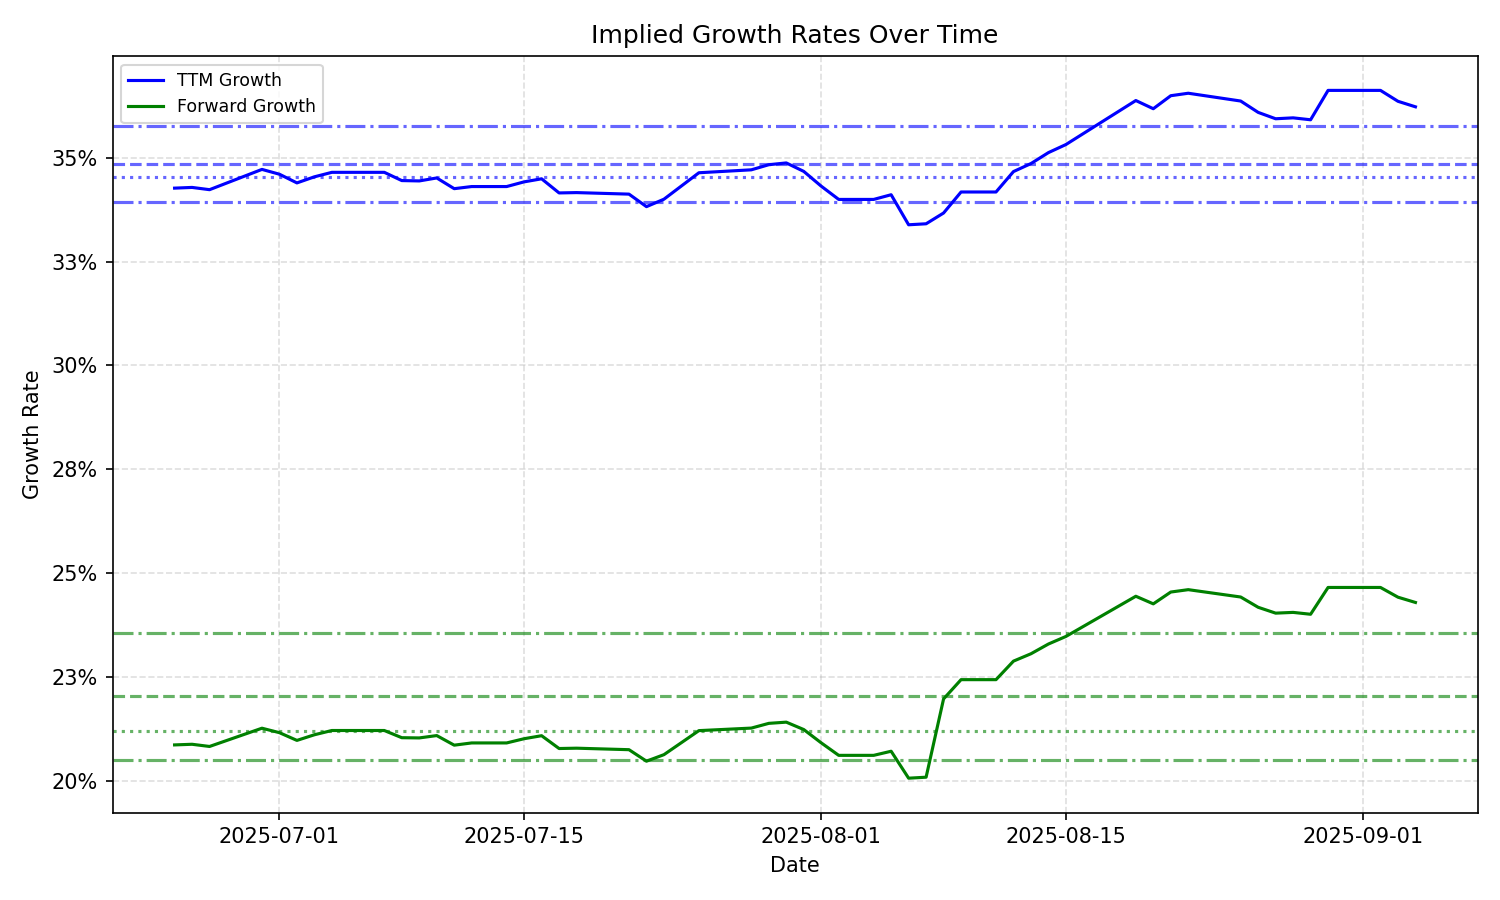 Implied Growth Rates Over Time
TTM Growth
Forward Growth
35%
33%
30%
28%
25%
23%
20%
Growth Rate
2025-07-01
2025-07-15
2025-08-01
2025-08-15
2025-09-01
Date